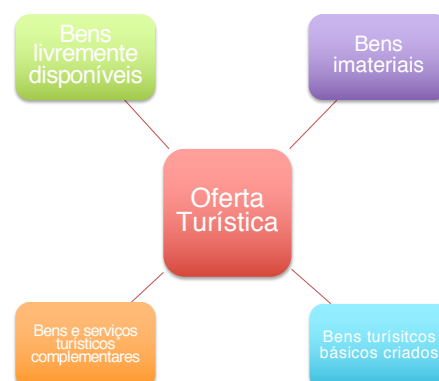 Bens
livremente
disponíveis
Bens
imateriais
Oferta
Turística
Bens e serviços
turísticos
complementares
Bens turísitcos
básicos criados